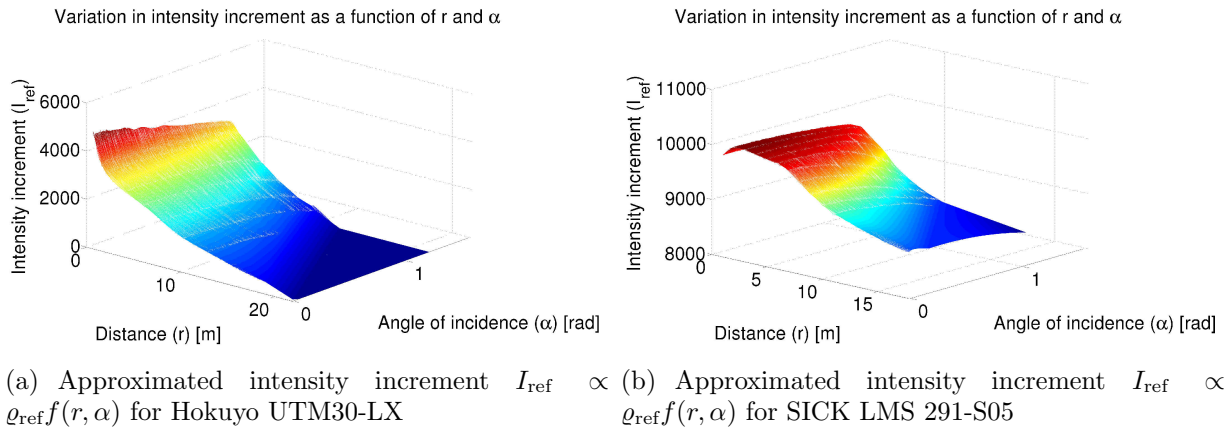 Variation in intensity increment as a function of r and α
Intensity increment (I_ref)
6000
4000
2000
0
0
10
20
0
1
Distance (r) [m]
Angle of incidence (α) [rad]
(a) Approximated intensity increment I_ref ∝
ϱ_ref f(r, α) for Hokuyo UTM30-LX
Variation in intensity increment as a function of r and α
Intensity increment (I_ref)
11000
10000
9000
8000
0
5
10
15
0
1
Distance (r) [m]
Angle of incidence (α) [rad]
(b) Approximated intensity increment I_ref ∝
ϱ_ref f(r, α) for SICK LMS 291-S05